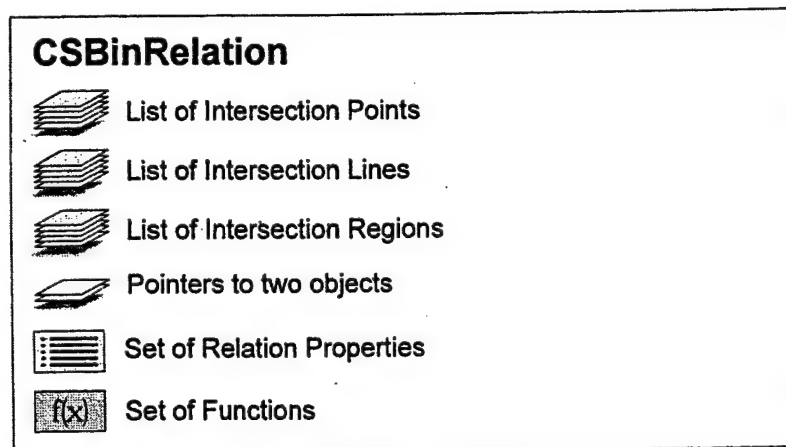 CSBinRelation
List of Intersection Points
List of Intersection Lines
List of Intersection Regions
Pointers to two objects
Set of Relation Properties
f(x) Set of Functions